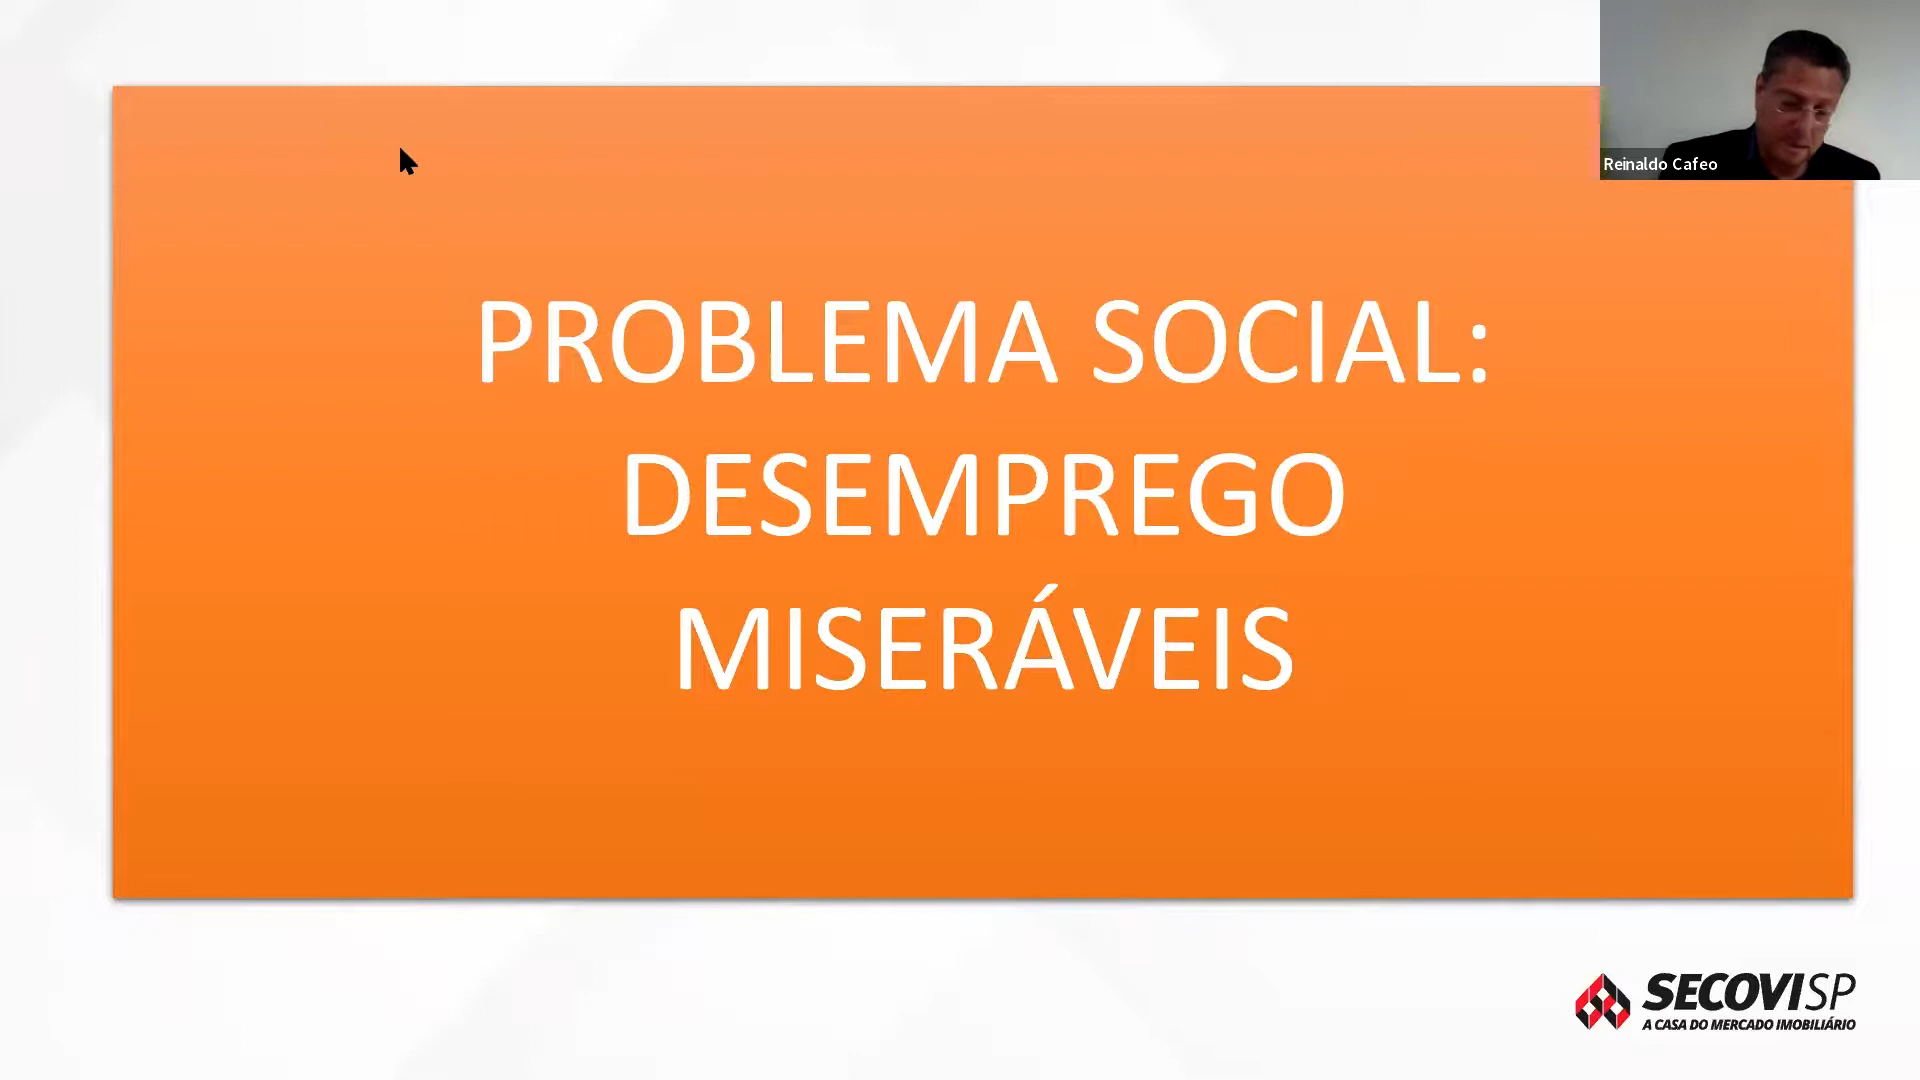 Reinaldo Cafeo
PROBLEMA SOCIAL:
DESEMPREGO
MISERÁVEIS
SECOVISP
A CASA DO MERCADO IMOBILIÁRIO